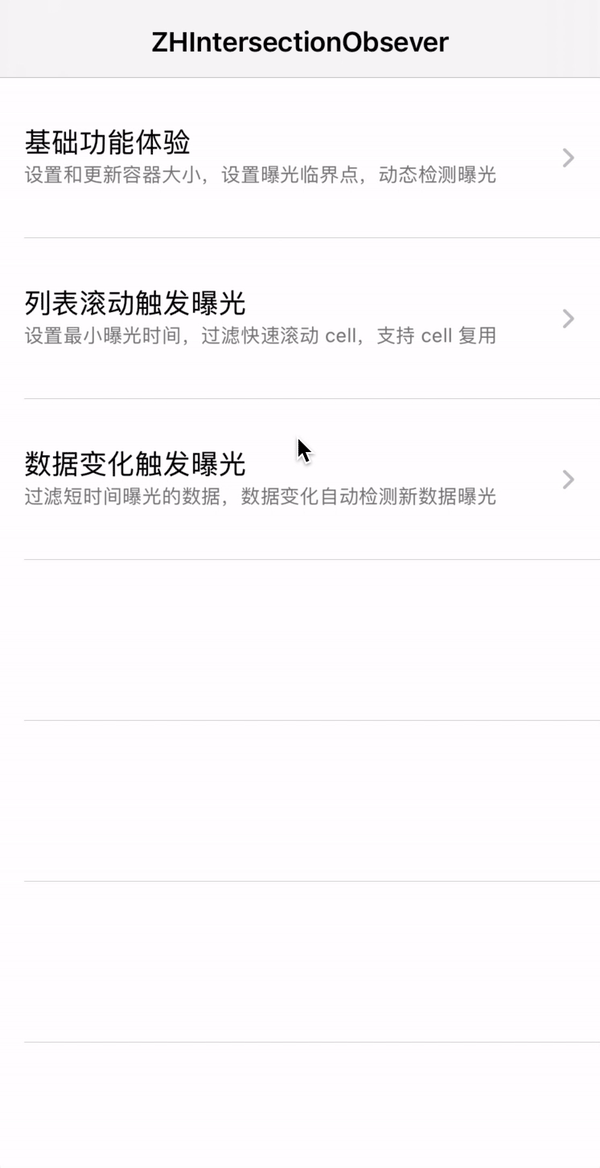 ZHIntersectionObsever
基础功能体验
设置和更新容器大小，设置曝光临界点，动态检测曝光
列表滚动触发曝光
设置最小曝光时间，过滤快速滚动 cell，支持 cell 复用
数据变化触发曝光
过滤短时间曝光的数据，数据变化自动检测新数据曝光